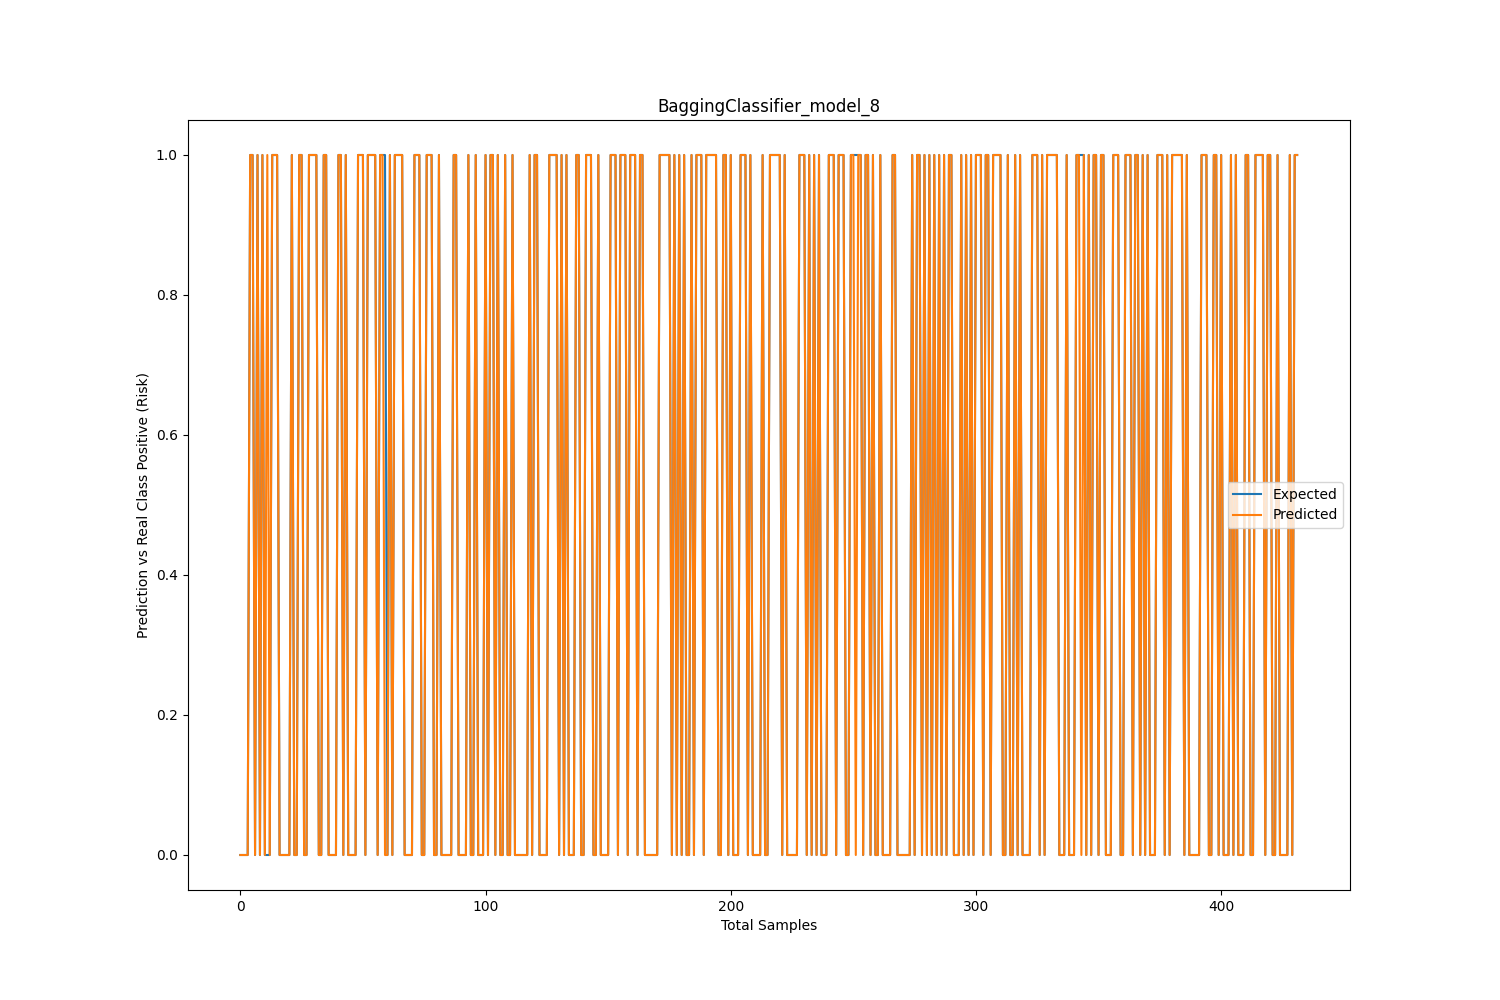 BaggingClassifier_model_8
1.0
0.8
0.6
0.4
0.2
0.0
Prediction vs Real Class Positive (Risk)
Expected
Predicted
0
100
200
300
400
Total Samples